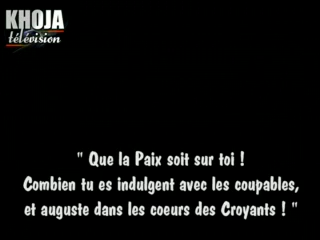 KHOJA
télévision
" Que la Paix soit sur toi !
Combien tu es indulgent avec les coupables,
et auguste dans les coeurs des Croyants ! "